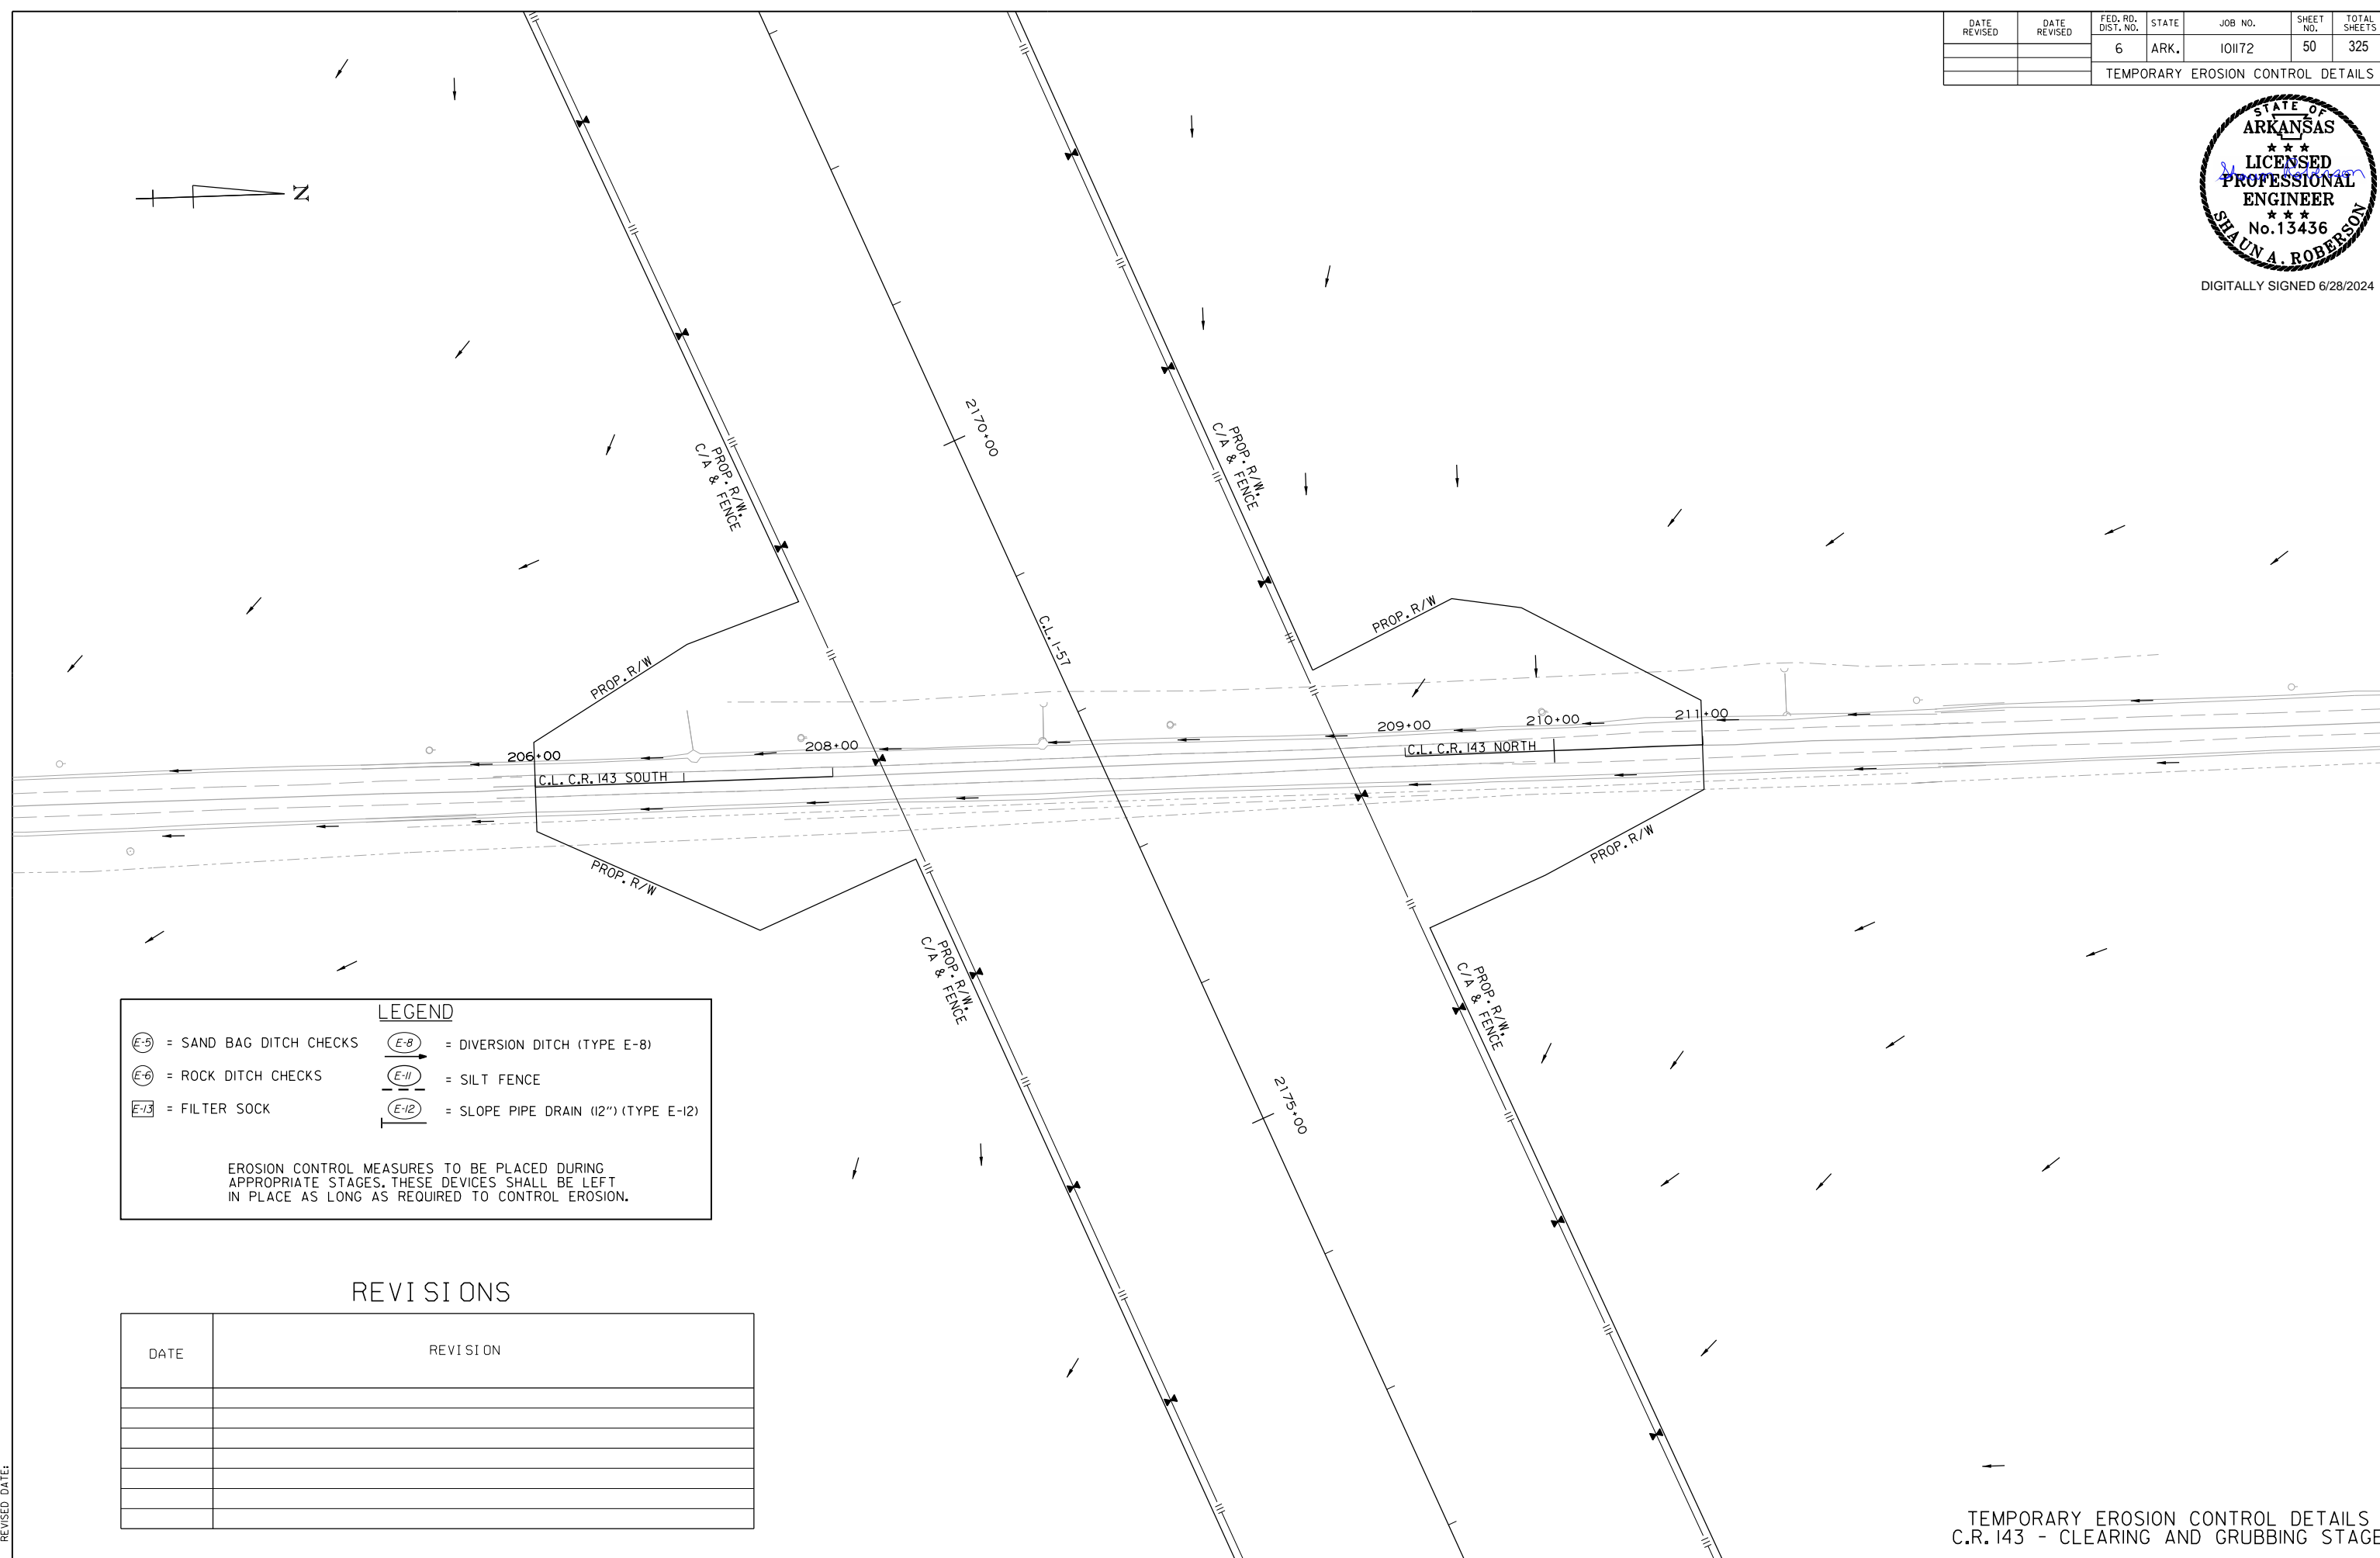 DATE REVISED
DATE REVISED
FED. RD. DIST. NO.
STATE
JOB NO.
SHEET NO.
TOTAL SHEETS
6
ARK.
101172
50
325
TEMPORARY EROSION CONTROL DETAILS
STATE OF
ARKANSAS
★ ★ ★
LICENSED
PROFESSIONAL
ENGINEER
★ ★ ★
No.13436
SHAUN A. ROBERSON
Shaun Roberson
DIGITALLY SIGNED 6/28/2024
N
2170+00
PROP. R/W.
C/A & FENCE
PROP. R/W.
C/A & FENCE
C.L. I-57
PROP. R/W
PROP. R/W
206+00
208+00
209+00
210+00
211+00
C.L. C.R. 143 SOUTH
C.L. C.R. 143 NORTH
PROP. R/W
PROP. R/W
PROP. R/W.
C/A & FENCE
PROP. R/W.
C/A & FENCE
2175+00
LEGEND
E-5 = SAND BAG DITCH CHECKS
E-8 = DIVERSION DITCH (TYPE E-8)
E-6 = ROCK DITCH CHECKS
E-11 = SILT FENCE
E-13 = FILTER SOCK
E-12 = SLOPE PIPE DRAIN (12") (TYPE E-12)
EROSION CONTROL MEASURES TO BE PLACED DURING
APPROPRIATE STAGES. THESE DEVICES SHALL BE LEFT
IN PLACE AS LONG AS REQUIRED TO CONTROL EROSION.
REVISIONS
DATE
REVISION
REVISED DATE:
TEMPORARY EROSION CONTROL DETAILS
C.R. 143 - CLEARING AND GRUBBING STAGE